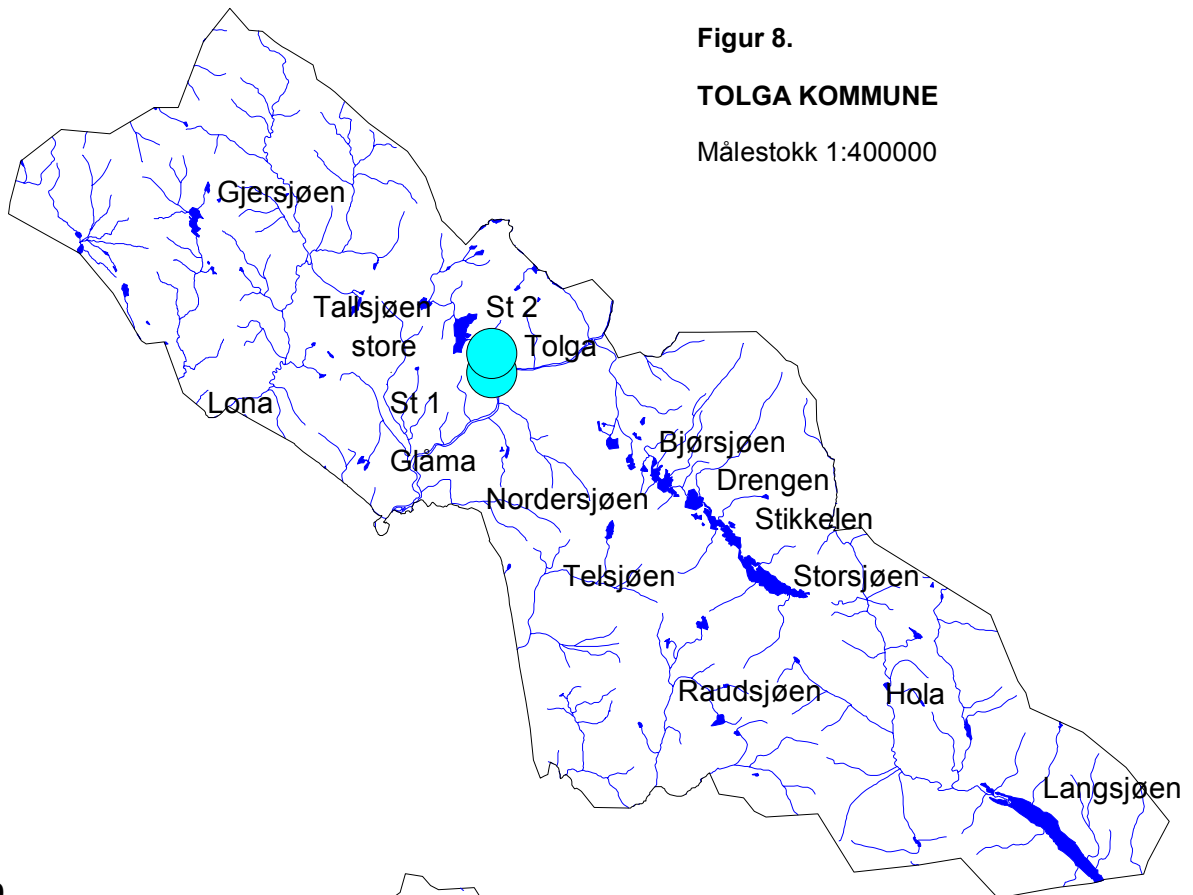 Figur 8.
TOLGA KOMMUNE
Målestokk 1:400000
Gjersjøen
Tallsjøen
store
St 2
Tolga
Lona
St 1
Glåma
Bjørsjøen
Drengen
Nordersjøen
Stikkelen
Telsjøen
Storsjøen
Raudsjøen
Hola
Langsjøen